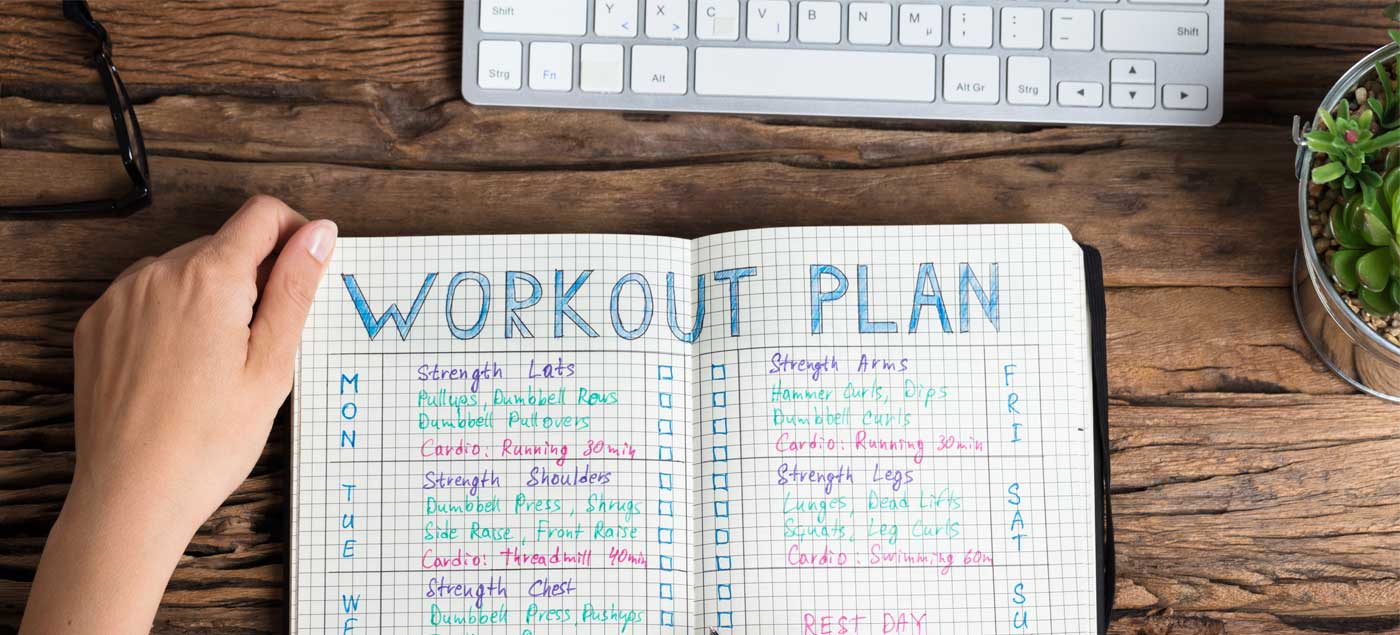 Shift Y X C V B N M ; : — Shift
< > | µ , . -
Strg Fn Alt Alt Gr Strg
WORKOUT PLAN
MON
Strength Lats
Pullups, Dumbbell Rows
Dumbbell Pullovers
Cardio: Running 30min
TUE
Strength Shoulders
Dumbbell Press, Shrugs
Side Raise, Front Raise
Cardio: Threadmill 40min
WE
Strength Chest
Dumbbell Press, Pushups
Strength Arms
Hammer Curls, Dips
Dumbbell Curls
Cardio: Running 30min
FRI
Strength Legs
Lunges, Dead Lifts
Squats, Leg Curls
Cardio: Swimming 60m
SAT
REST DAY
SU